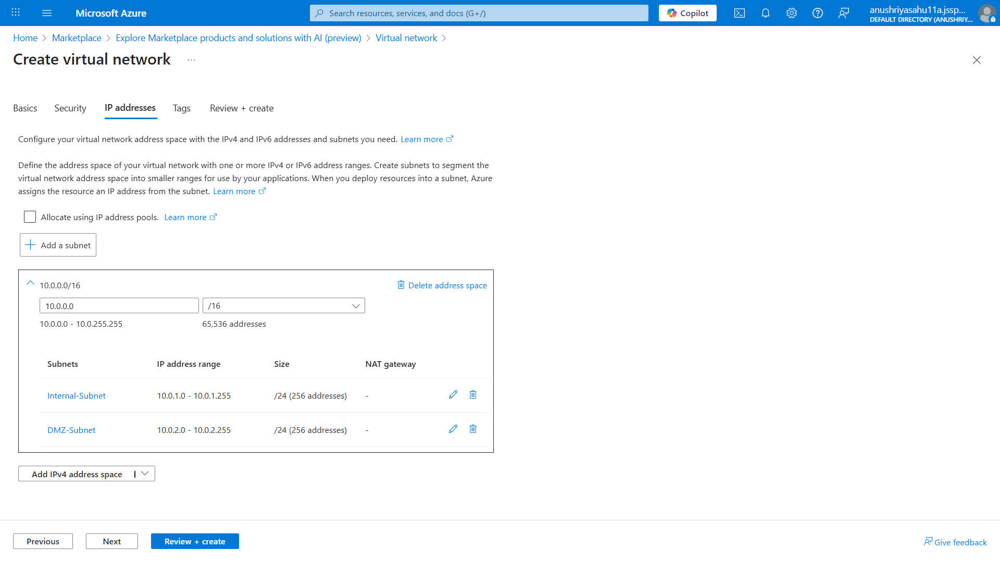 Microsoft Azure
Search resources, services, and docs (G+/)
Copilot
anushriyasahu11a.jssp...
DEFAULT DIRECTORY (ANUSHRIY...
Home > Marketplace > Explore Marketplace products and solutions with AI (preview) > Virtual network >
Create virtual network ...
Basics Security IP addresses Tags Review + create
Configure your virtual network address space with the IPv4 and IPv6 addresses and subnets you need. Learn more
Define the address space of your virtual network with one or more IPv4 or IPv6 address ranges. Create subnets to segment the
virtual network address space into smaller ranges for use by your applications. When you deploy resources into a subnet, Azure
assigns the resource an IP address from the subnet. Learn more
Allocate using IP address pools. Learn more
Add a subnet
10.0.0.0/16 Delete address space
10.0.0.0 /16
10.0.0.0 - 10.0.255.255 65,536 addresses
Subnets IP address range Size NAT gateway
Internal-Subnet 10.0.1.0 - 10.0.1.255 /24 (256 addresses) -
DMZ-Subnet 10.0.2.0 - 10.0.2.255 /24 (256 addresses) -
Add IPv4 address space |
Previous Next Review + create Give feedback